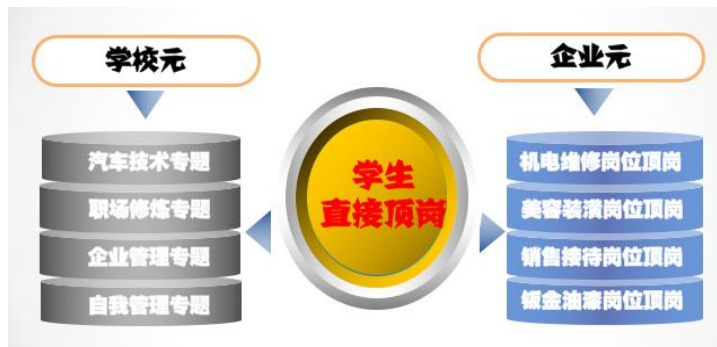 学校元
企业元
汽车技术专题
职场修炼专题
企业管理专题
自我管理专题
学生
直接顶岗
机电维修岗位顶岗
美容装潢岗位顶岗
销售接待岗位顶岗
钣金油漆岗位顶岗